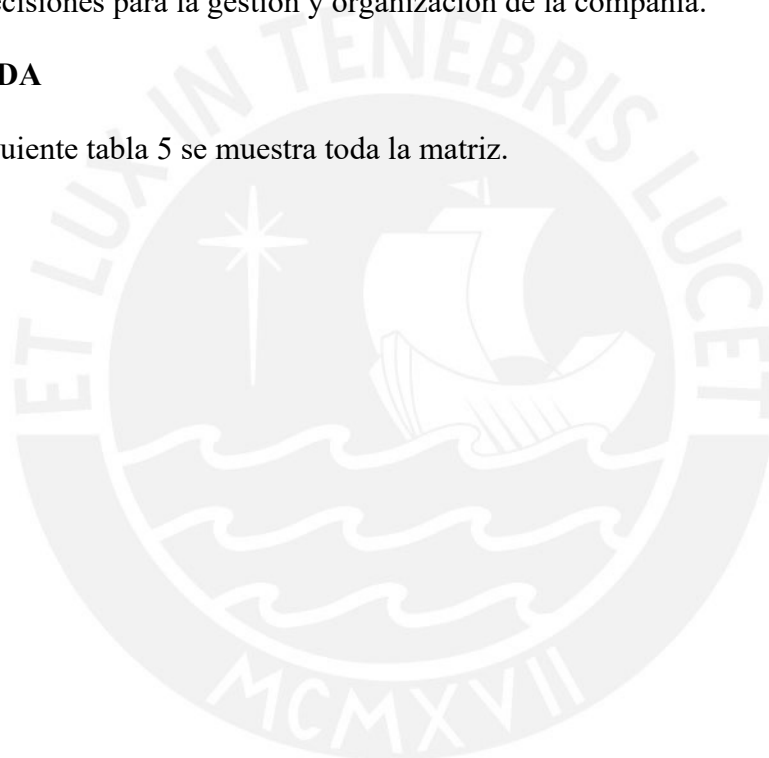 cisiones para la gestión y organización de la compañía.
DA
uiente tabla 5 se muestra toda la matriz.
ET LUX IN TENEBRIS LUCET
MCMXVII